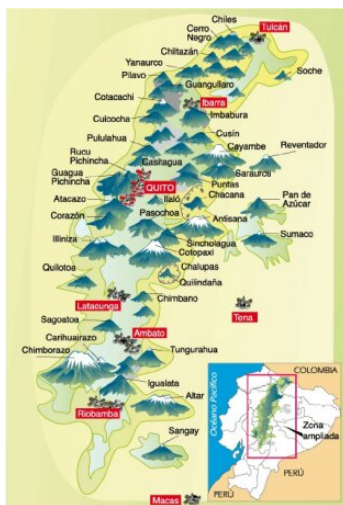 Chiles
Cerro
Negro
Tulcán
Chiltazán
Yanaurco
Pilavo
Soche
Guangullaro
Cotacachi
Ibarra
Cuicocha
Imbabura
Pululahua
Cusín
Cayambe
Reventador
Rucu
Pichincha
Casitagua
Saraurcu
Guagua
Pichincha
QUITO
Puntas
Chacana
Pan de
Azúcar
Atacazo
Ilaló
Corazón
Pasochoa
Antisana
Illiniza
Sincholagua
Sumaco
Cotopaxi
Quilotoa
Chalupas
Quilindaña
Latacunga
Chimbano
Tena
Sagoatoa
Ambato
Carihuairazo
Chimborazo
Tungurahua
Igualata
Riobamba
Altar
Sangay
Macas
Océano Pacífico
COLOMBIA
Zona
ampliada
PERÚ
PERÚ